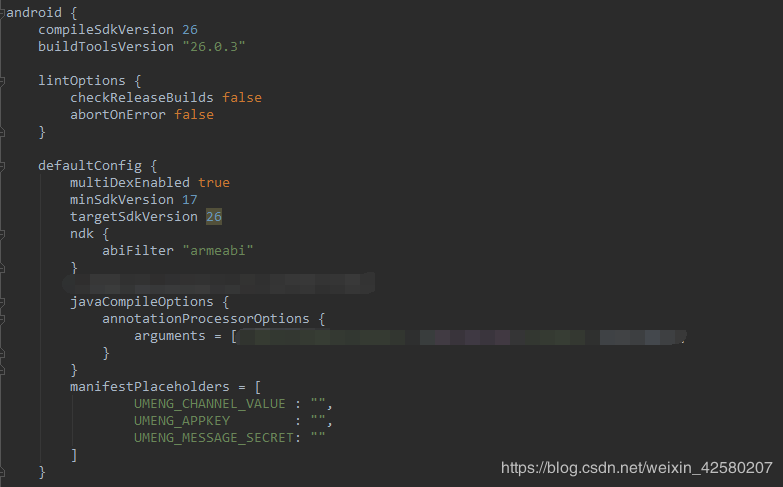 android {
    compileSdkVersion 26
    buildToolsVersion "26.0.3"
    lintOptions {
        checkReleaseBuilds false
        abortOnError false
    }
    defaultConfig {
        multiDexEnabled true
        minSdkVersion 17
        targetSdkVersion 26
        ndk {
            abiFilter "armeabi"
        }
        javaCompileOptions {
            annotationProcessorOptions {
                arguments = [
            }
        }
        manifestPlaceholders = [
                UMENG_CHANNEL_VALUE : "",
                UMENG_APPKEY        : "",
                UMENG_MESSAGE_SECRET: ""
        ]
    }
https://blog.csdn.net/weixin_42580207